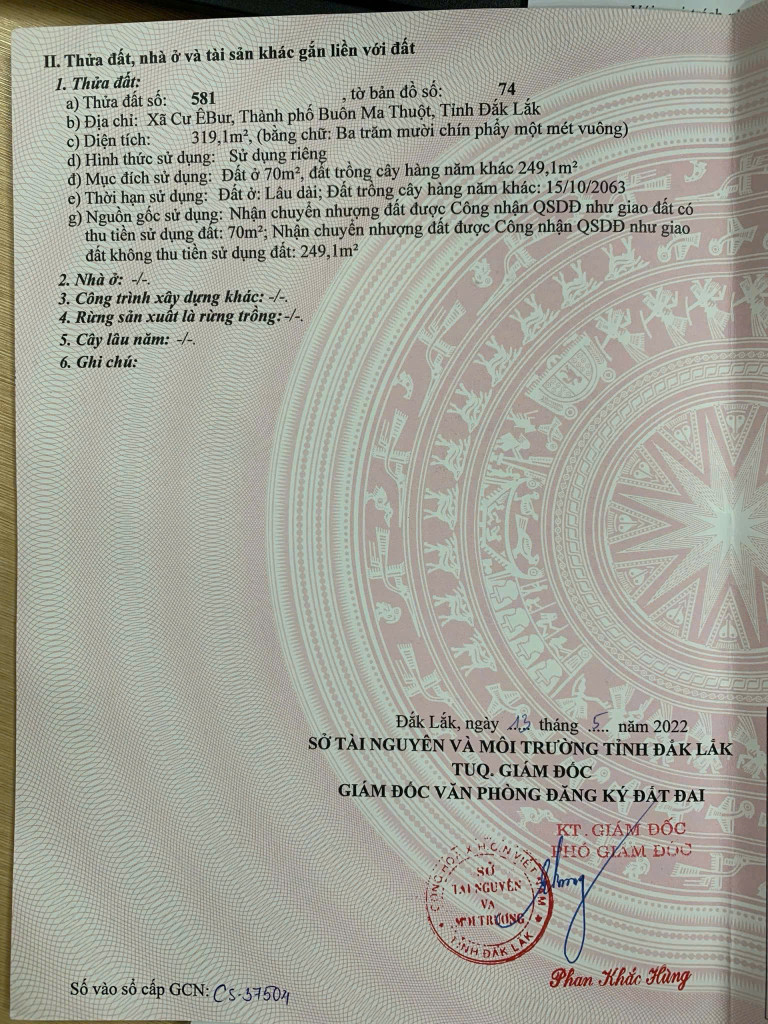 II. Thửa đất, nhà ở và tài sản khác gắn liền với đất
1. Thửa đất:
a) Thửa đất số: 581 , tờ bản đồ số: 74
b) Địa chỉ: Xã Cư ÊBur, Thành phố Buôn Ma Thuột, Tỉnh Đắk Lắk
c) Diện tích: 319,1m², (bằng chữ: Ba trăm mười chín phẩy một mét vuông)
d) Hình thức sử dụng: Sử dụng riêng
đ) Mục đích sử dụng: Đất ở 70m², đất trồng cây hàng năm khác 249,1m²
e) Thời hạn sử dụng: Đất ở: Lâu dài; Đất trồng cây hàng năm khác: 15/10/2063
g) Nguồn gốc sử dụng: Nhận chuyển nhượng đất được Công nhận QSDĐ như giao đất có
thu tiền sử dụng đất: 70m²; Nhận chuyển nhượng đất được Công nhận QSDĐ như giao
đất không thu tiền sử dụng đất: 249,1m²
2. Nhà ở: -/-.
3. Công trình xây dựng khác: -/-.
4. Rừng sản xuất là rừng trồng: -/-.
5. Cây lâu năm: -/-.
6. Ghi chú:
Đắk Lắk, ngày 13 tháng 5 năm 2022
SỞ TÀI NGUYÊN VÀ MÔI TRƯỜNG TỈNH ĐẮK LẮK
TUQ. GIÁM ĐỐC
GIÁM ĐỐC VĂN PHÒNG ĐĂNG KÝ ĐẤT ĐAI
KT. GIÁM ĐỐC
PHÓ GIÁM ĐỐC
CỘNG HÒA X.H.C.N VIỆT NAM
SỞ
TÀI NGUYÊN
VÀ
MÔI TRƯỜNG
TỈNH ĐẮK LẮK
Phan Khắc Hùng
Số vào sổ cấp GCN: CS-37504